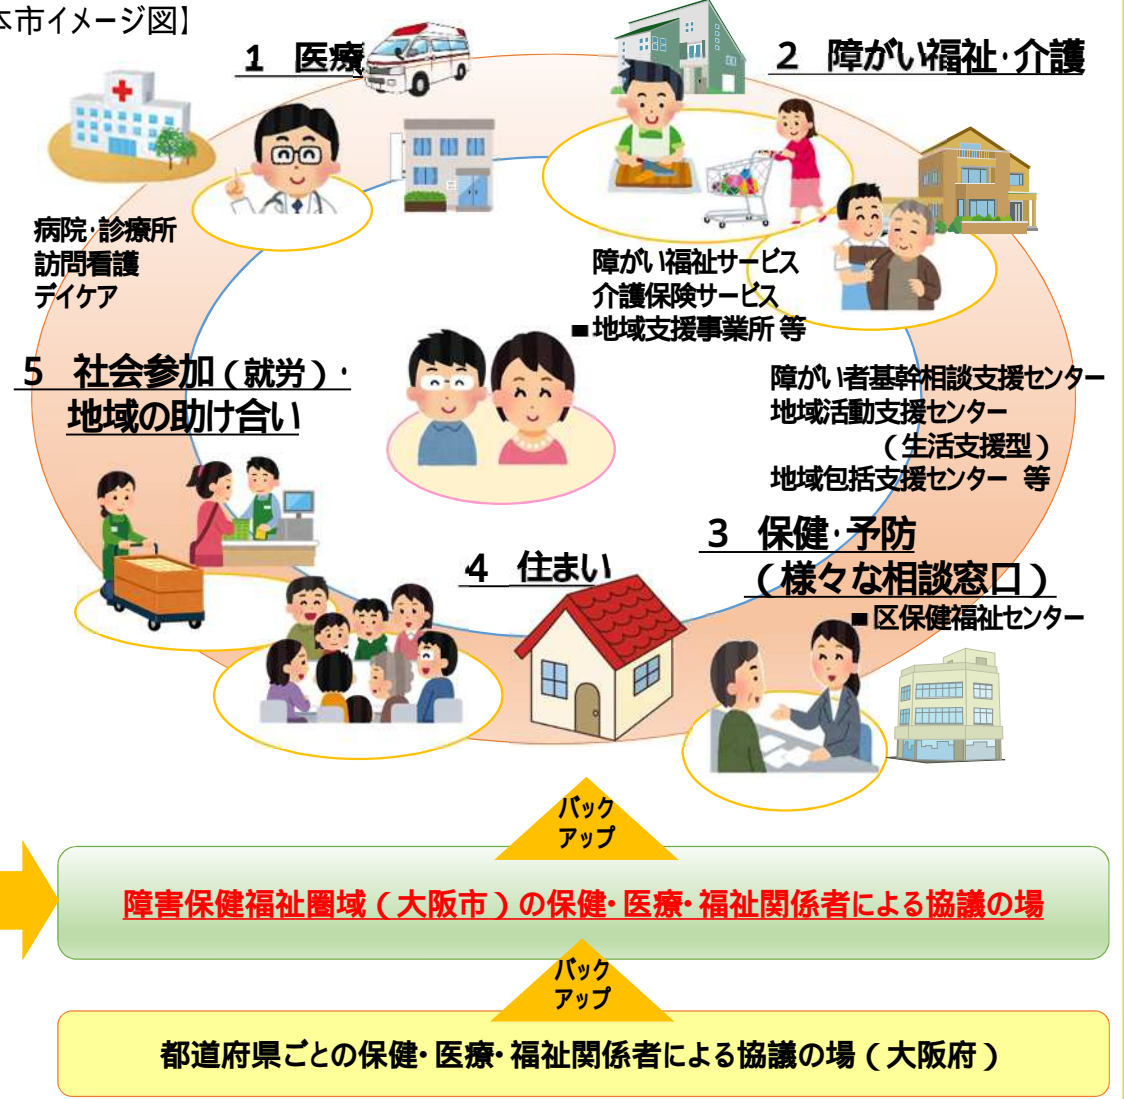 本市イメージ図】
1 医療
2 障がい福祉・介護
病院・診療所
訪問看護
デイケア
障がい福祉サービス
介護保険サービス
■地域支援事業所 等
5 社会参加(就労)・
地域の助け合い
障がい者基幹相談支援センター
地域活動支援センター
(生活支援型)
地域包括支援センター 等
3 保健・予防
(様々な相談窓口)
■区保健福祉センター
4 住まい
バック
アップ
障害保健福祉圏域(大阪市)の保健・医療・福祉関係者による協議の場
バック
アップ
都道府県ごとの保健・医療・福祉関係者による協議の場(大阪府)